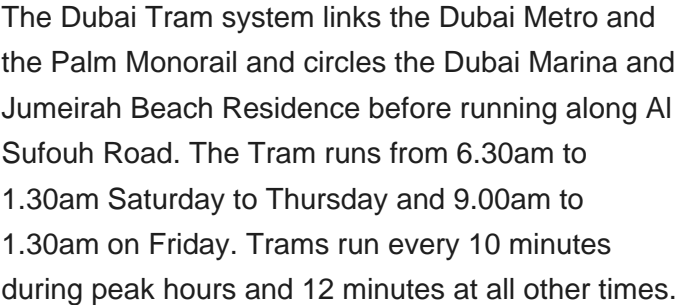 The Dubai Tram system links the Dubai Metro and
the Palm Monorail and circles the Dubai Marina and
Jumeirah Beach Residence before running along Al
Sufouh Road. The Tram runs from 6.30am to
1.30am Saturday to Thursday and 9.00am to
1.30am on Friday. Trams run every 10 minutes
during peak hours and 12 minutes at all other times.